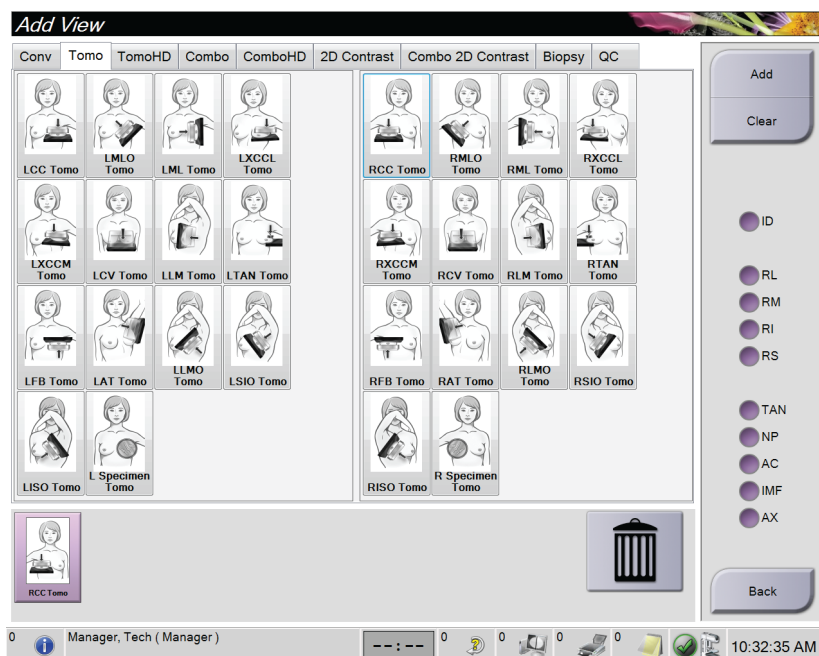 Add View
Conv Tomo TomoHD Combo ComboHD 2D Contrast Combo 2D Contrast Biopsy QC
LCC Tomo
LMLO
Tomo
LML Tomo
LXCCL
Tomo
RCC Tomo
RMLO
Tomo
RML Tomo
RXCCL
Tomo
LXCCM
Tomo
LCV Tomo
LLM Tomo
LTAN Tomo
RXCCM
Tomo
RCV Tomo
RLM Tomo
RTAN
Tomo
LFB Tomo
LAT Tomo
LLMO
Tomo
LSIO Tomo
RFB Tomo
RAT Tomo
RLMO
Tomo
RSIO Tomo
LISO Tomo
L Specimen
Tomo
RISO Tomo
R Specimen
Tomo
RCC Tomo
Add
Clear
ID
RL
RM
RI
RS
TAN
NP
AC
IMF
AX
Back
0 Manager, Tech ( Manager ) --:-- 0 0 0 0 10:32:35 AM